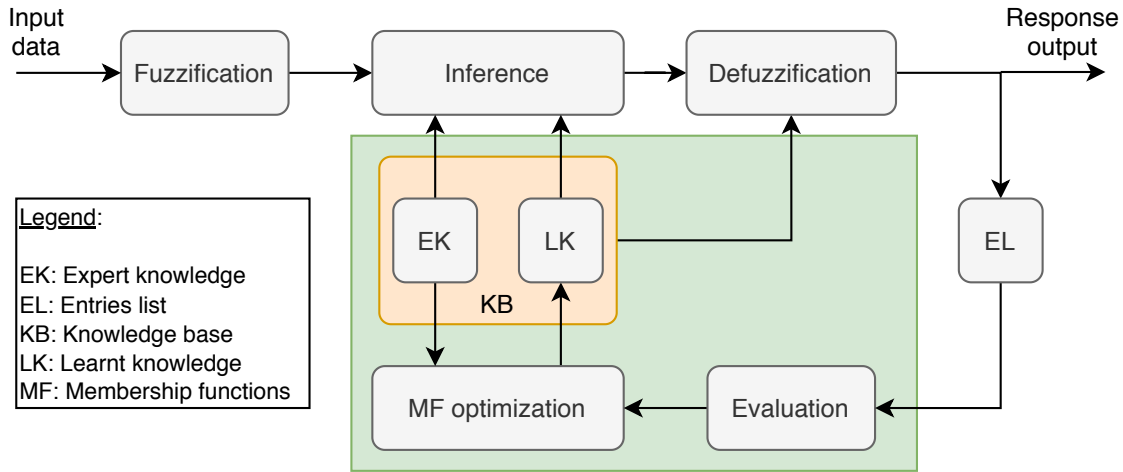 Input
data
Response
output
Fuzzification
Inference
Defuzzification
Legend:
EK: Expert knowledge
EL: Entries list
KB: Knowledge base
LK: Learnt knowledge
MF: Membership functions
EK
LK
EL
KB
MF optimization
Evaluation